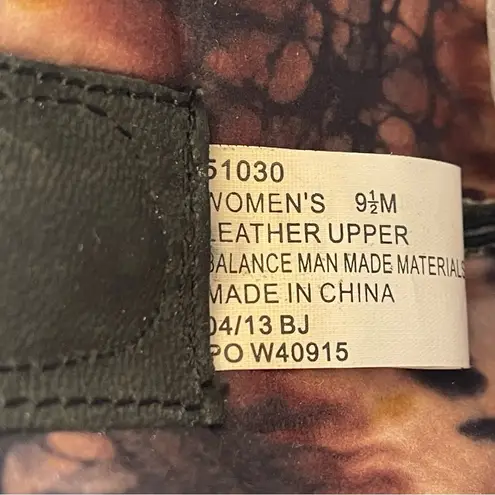 51030
WOMEN'S 9½M
LEATHER UPPER
BALANCE MAN MADE MATERIALS
MADE IN CHINA
04/13 BJ
PO W40915